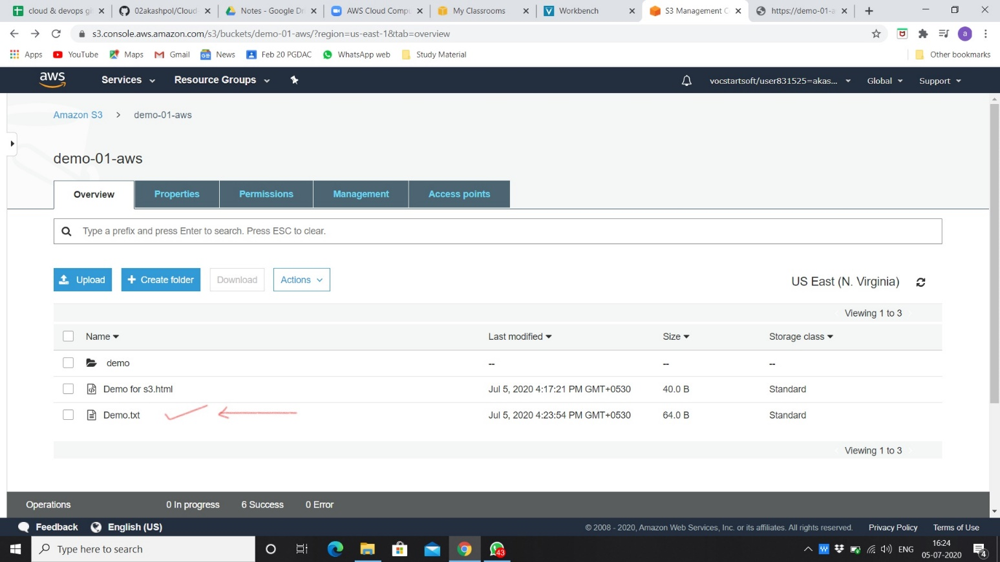 cloud & devops gi
02akashpol/Cloud
Notes - Google Dr
AWS Cloud Compu
My Classrooms
Workbench
S3 Management C
https://demo-01-a
s3.console.aws.amazon.com/s3/buckets/demo-01-aws/?region=us-east-1&tab=overview
a
Apps
YouTube
Maps
Gmail
News
Feb 20 PGDAC
WhatsApp web
Study Material
Other bookmarks
aws
Services
Resource Groups
vocstartsoft/user831525=akas...
Global
Support
Amazon S3 > demo-01-aws
demo-01-aws
Overview
Properties
Permissions
Management
Access points
Type a prefix and press Enter to search. Press ESC to clear.
Upload
+ Create folder
Download
Actions
US East (N. Virginia)
Viewing 1 to 3
Name
Last modified
Size
Storage class
demo -- -- --
Demo for s3.html Jul 5, 2020 4:17:21 PM GMT+0530 40.0 B Standard
Demo.txt Jul 5, 2020 4:23:54 PM GMT+0530 64.0 B Standard
Viewing 1 to 3
Operations
0 In progress
6 Success
0 Error
Feedback
English (US)
© 2008 - 2020, Amazon Web Services, Inc. or its affiliates. All rights reserved.
Privacy Policy
Terms of Use
Type here to search
43
ENG
16:24
05-07-2020
4